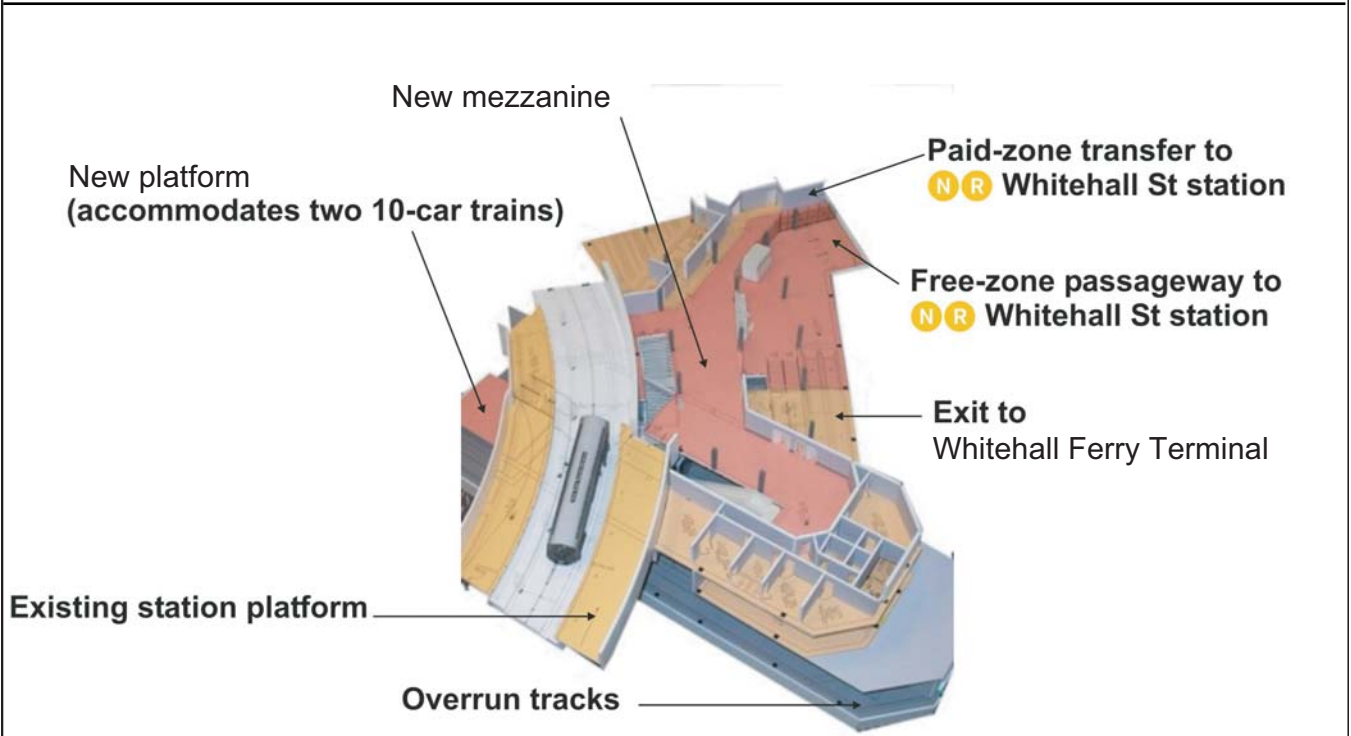 New mezzanine
Paid-zone transfer to
N R Whitehall St station
New platform
(accommodates two 10-car trains)
Free-zone passageway to
N R Whitehall St station
Exit to
Whitehall Ferry Terminal
Existing station platform
Overrun tracks